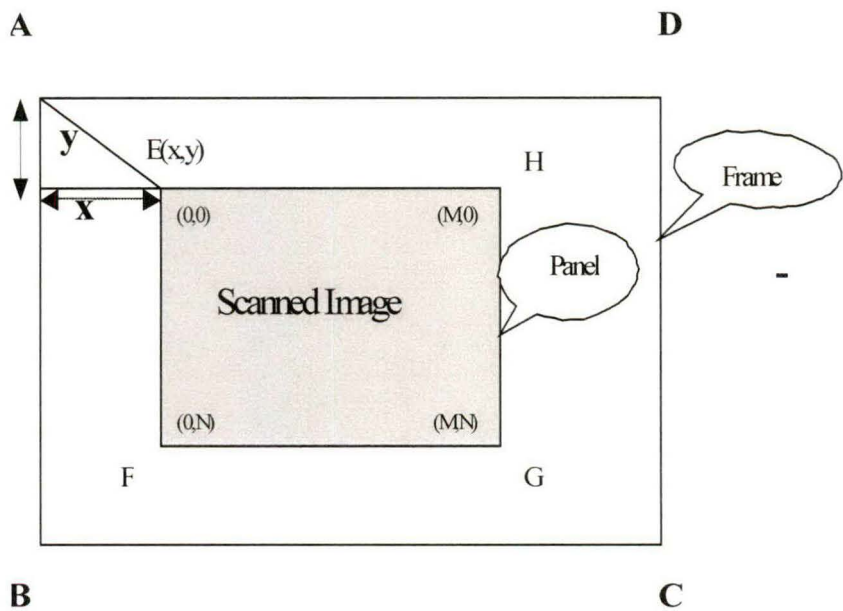 A
D
y
E(x,y)
H
Frame
x
(0,0)
(M,0)
Panel
Scanned Image
(0,N)
(M,N)
F
G
B
C